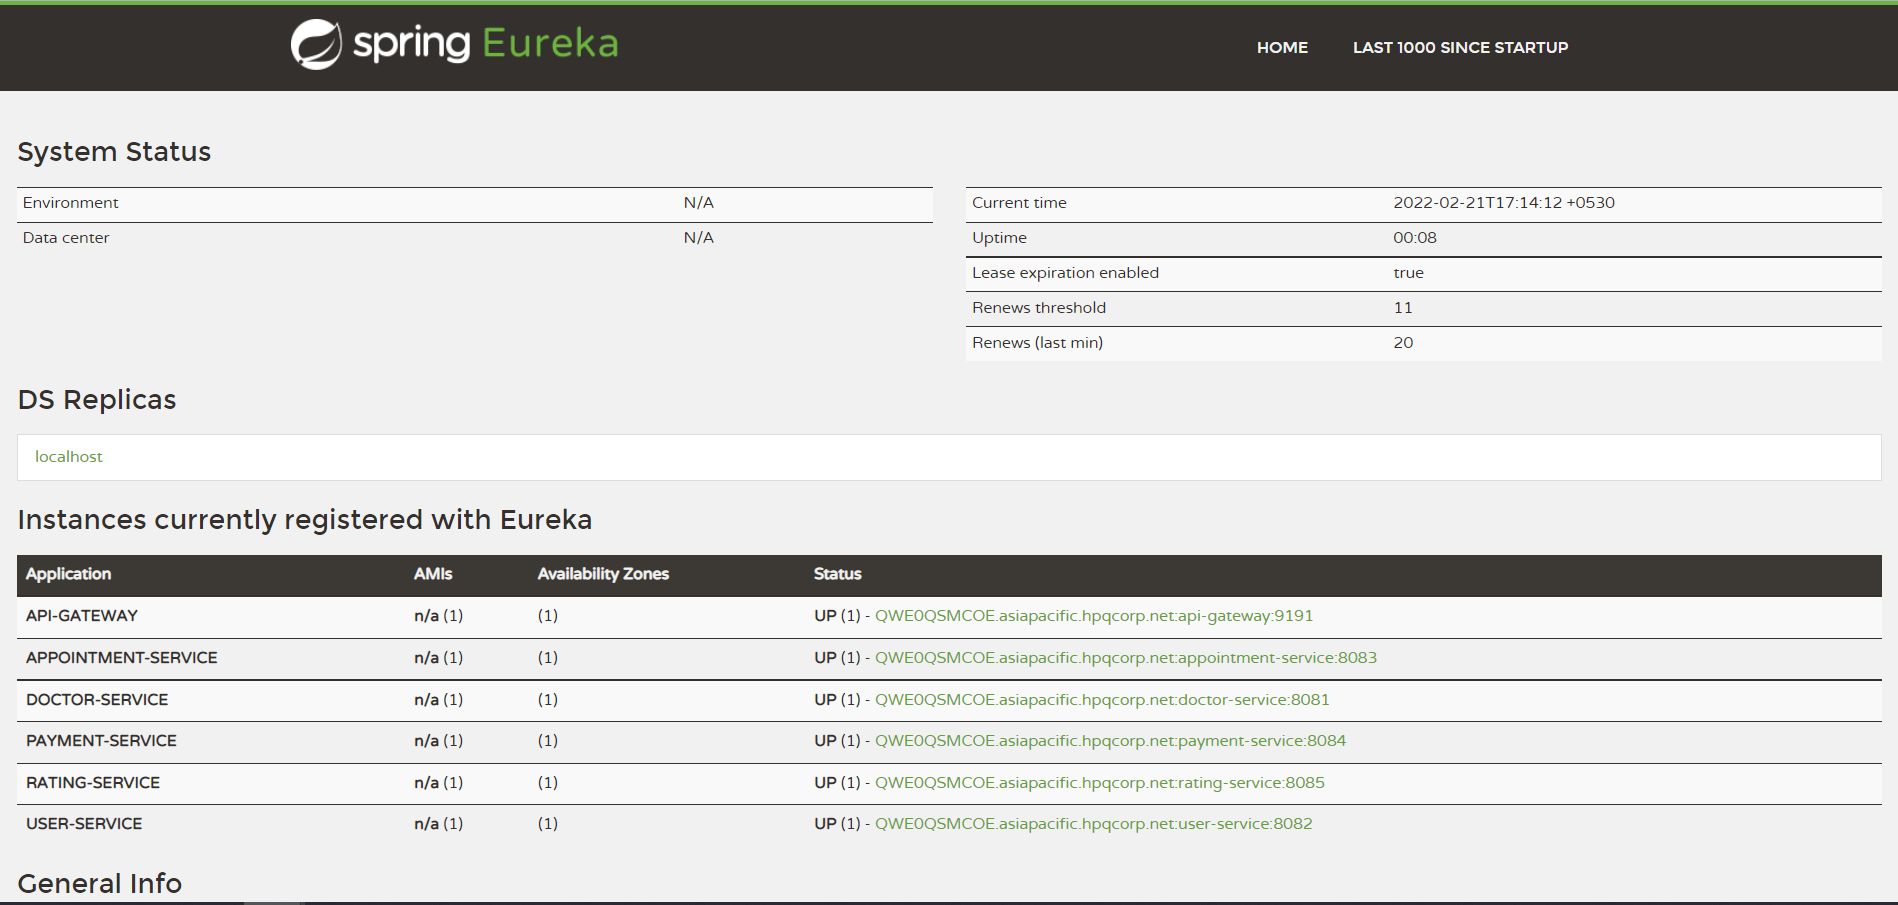 spring Eureka
HOME LAST 1000 SINCE STARTUP
System Status
Environment N/A
Data center N/A
Current time 2022-02-21T17:14:12 +0530
Uptime 00:08
Lease expiration enabled true
Renews threshold 11
Renews (last min) 20
DS Replicas
localhost
Instances currently registered with Eureka
Application AMIs Availability Zones Status
API-GATEWAY n/a (1) (1) UP (1) - QWE0QSMCOE.asiapacific.hpqcorp.net:api-gateway:9191
APPOINTMENT-SERVICE n/a (1) (1) UP (1) - QWE0QSMCOE.asiapacific.hpqcorp.net:appointment-service:8083
DOCTOR-SERVICE n/a (1) (1) UP (1) - QWE0QSMCOE.asiapacific.hpqcorp.net:doctor-service:8081
PAYMENT-SERVICE n/a (1) (1) UP (1) - QWE0QSMCOE.asiapacific.hpqcorp.net:payment-service:8084
RATING-SERVICE n/a (1) (1) UP (1) - QWE0QSMCOE.asiapacific.hpqcorp.net:rating-service:8085
USER-SERVICE n/a (1) (1) UP (1) - QWE0QSMCOE.asiapacific.hpqcorp.net:user-service:8082
General Info